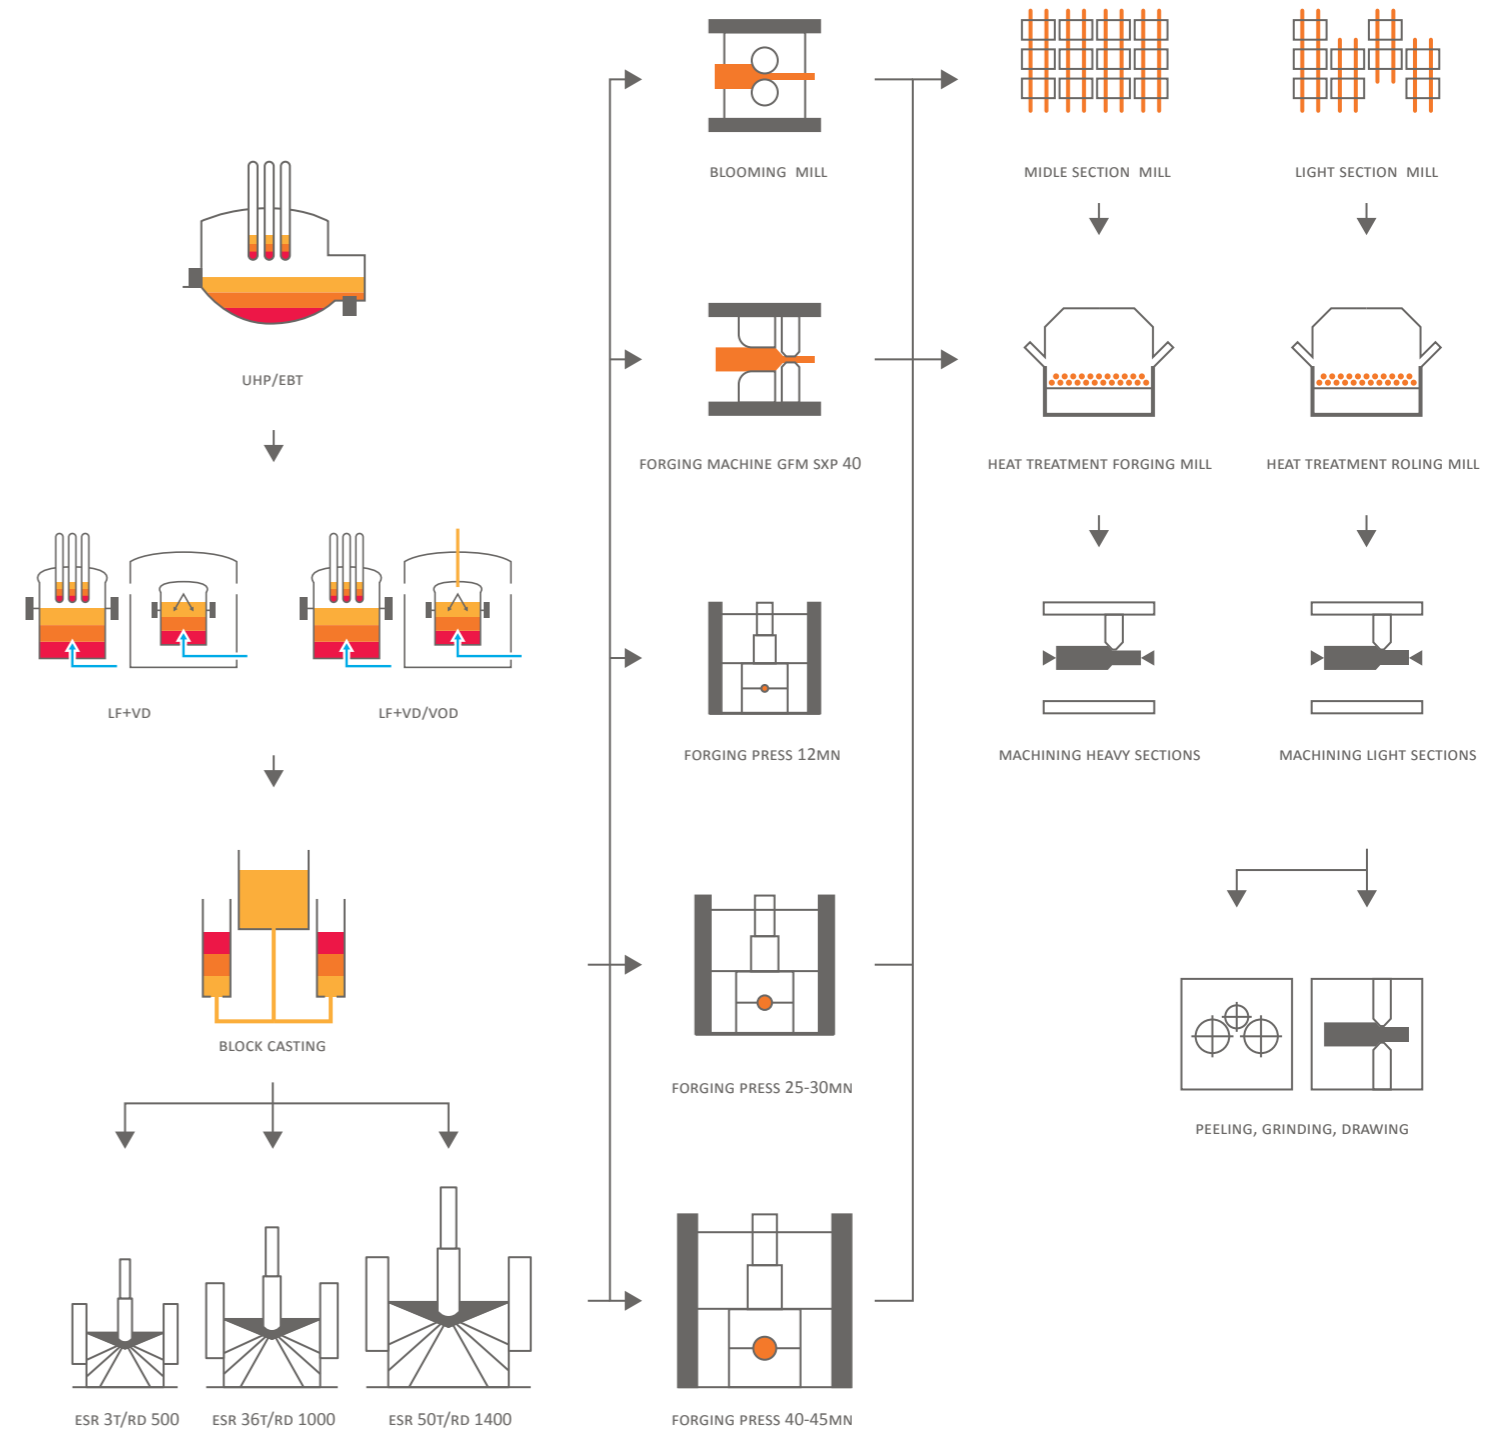 BLOOMING MILL
MIDLE SECTION MILL
LIGHT SECTION MILL
UHP/EBT
FORGING MACHINE GFM SXP 40
HEAT TREATMENT FORGING MILL
HEAT TREATMENT ROLING MILL
LF+VD
LF+VD/VOD
FORGING PRESS 12MN
MACHINING HEAVY SECTIONS
MACHINING LIGHT SECTIONS
BLOCK CASTING
FORGING PRESS 25-30MN
PEELING, GRINDING, DRAWING
ESR 3T/RD 500
ESR 36T/RD 1000
ESR 50T/RD 1400
FORGING PRESS 40-45MN